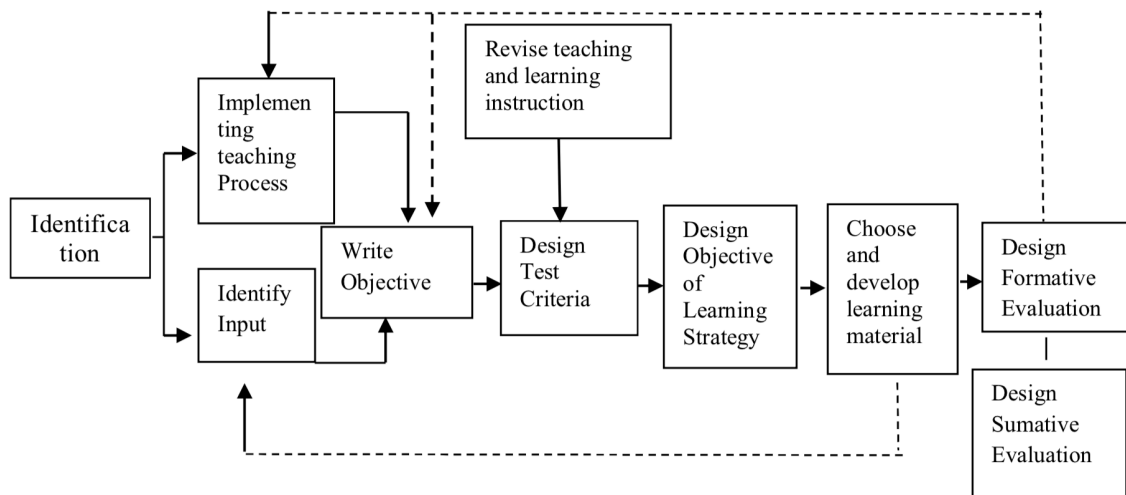 Identifica
tion
Implemen
ting
teaching
Process
Identify
Input
Write
Objective
Revise teaching
and learning
instruction
Design
Test
Criteria
Design
Objective
of
Learning
Strategy
Choose
and
develop
learning
material
Design
Formative
Evaluation
Design
Sumative
Evaluation